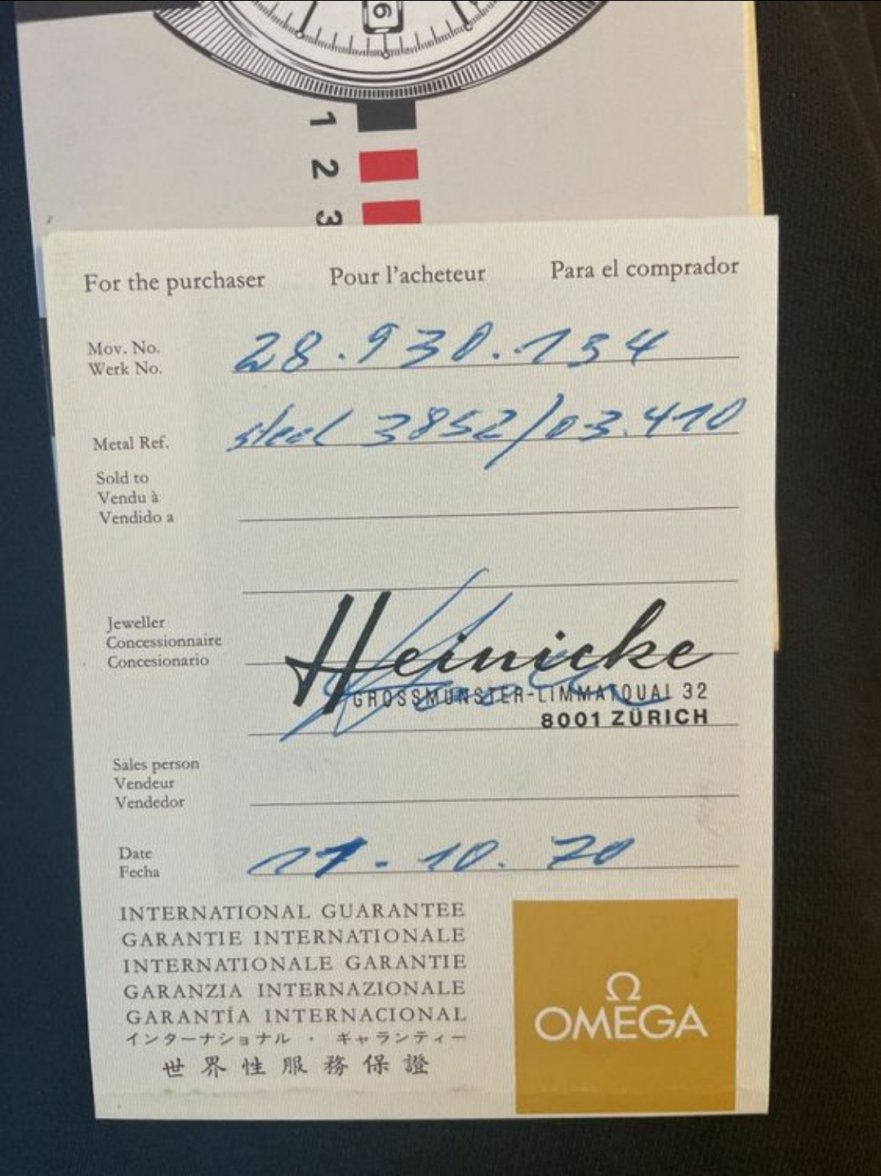 6
1
2
3
For the purchaser Pour l'acheteur Para el comprador
Mov. No.
Werk No.
28.930.134
Metal Ref. steel 3852/03.410
Sold to
Vendu à
Vendido a
Jeweller
Concessionnaire
Concesionario
Heinicke
GROSSMÜNSTER-LIMMATQUAI 32
8001 ZÜRICH
Sales person
Vendeur
Vendedor
Date
Fecha
21.10.70
INTERNATIONAL GUARANTEE
GARANTIE INTERNATIONALE
INTERNATIONALE GARANTIE
GARANZIA INTERNAZIONALE
GARANTÍA INTERNACIONAL
インターナショナル・ギャランティー
世界性服務保證
Ω
OMEGA